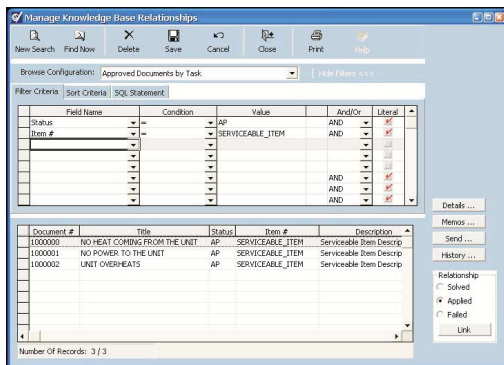 Manage Knowledge Base Relationships
New Search Find Now Delete Save Cancel Close Print Help
Browse Configuration: Approved Documents by Task Hide Filters <<<
Filter Criteria Sort Criteria SQL Statement
Field Name Condition Value And/Or Literal
Status = AP AND
Item # = SERVICEABLE_ITEM AND
AND
AND
AND
Details ...
Memos ...
Send ...
History ...
Document # Title Status Item # Description
1000000 NO HEAT COMING FROM THE UNIT AP SERVICEABLE_ITEM Serviceable Item Descrip
1000001 NO POWER TO THE UNIT AP SERVICEABLE_ITEM Serviceable Item Descrip
1000002 UNIT OVERHEATS AP SERVICEABLE_ITEM Serviceable Item Descrip
Relationship
Solved
Applied
Failed
Link
Number Of Records: 3 / 3